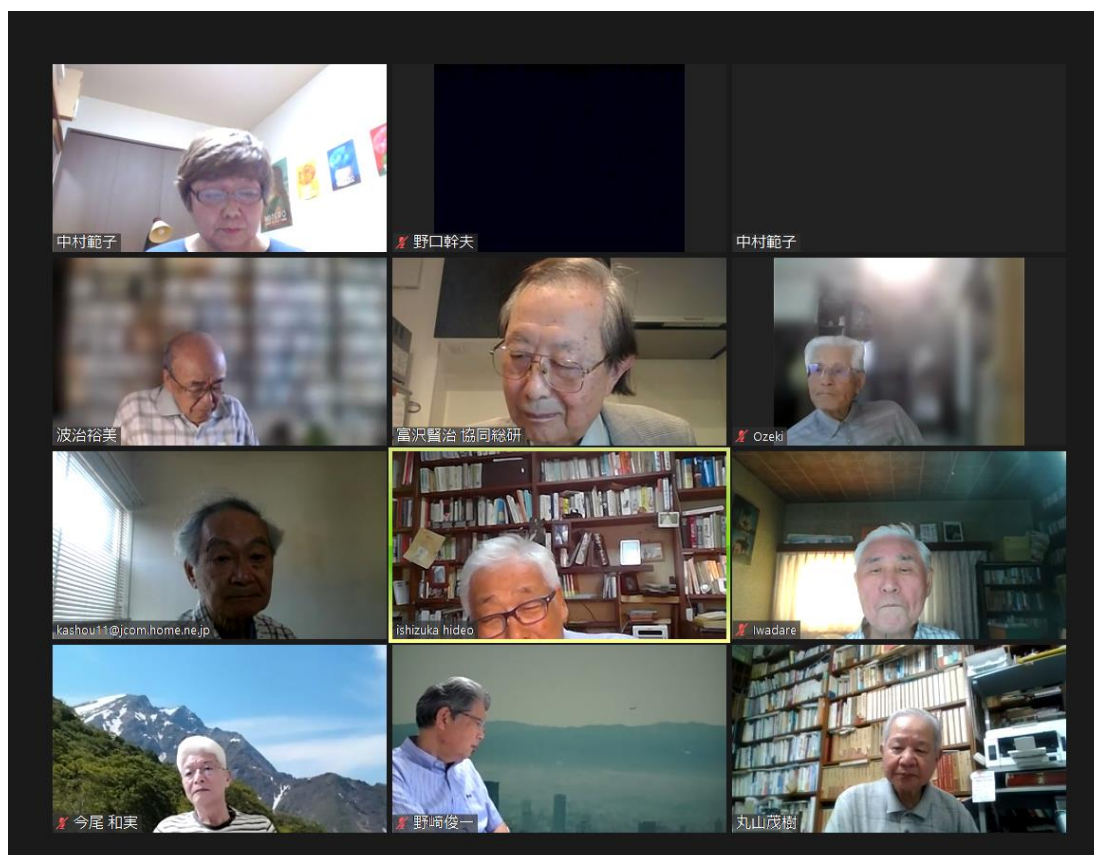 中村範子
野口幹夫
中村範子
波治裕美
富沢賢治 協同総研
Ozeki
kashou11@jcom.home.ne.jp
ishizuka hideo
Iwadare
今尾 和実
野﨑俊一
丸山茂樹